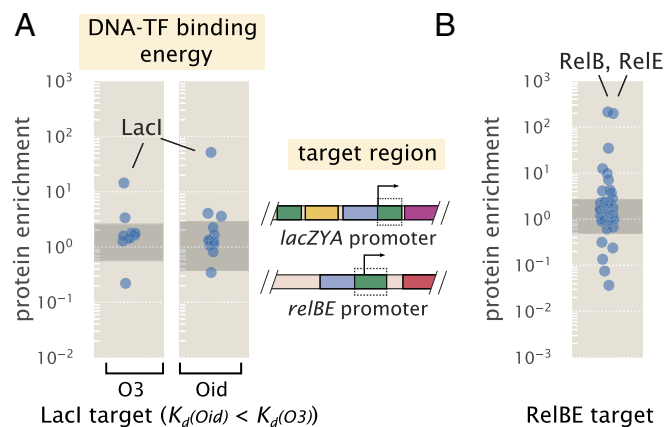 A
DNA-TF binding
energy
protein enrichment
10³
10²
10¹
10⁰
10⁻¹
10⁻²
LacI
O3
Oid
LacI target (Kd(Oid) < Kd(O3))
target region
lacZYA promoter
relBE promoter
B
RelB, RelE
protein enrichment
10³
10²
10¹
10⁰
10⁻¹
10⁻²
10⁻³
RelBE target